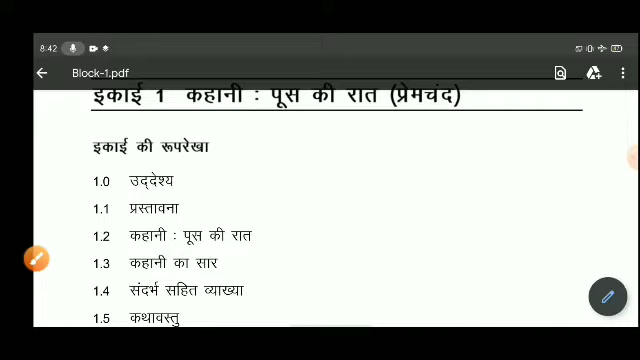 8:42
Block-1.pdf
इकाई 1 कहानी : पूस की रात (प्रेमचंद)
इकाई की रूपरेखा
1.0 उद्देश्य
1.1 प्रस्तावना
1.2 कहानी : पूस की रात
1.3 कहानी का सार
1.4 संदर्भ सहित व्याख्या
1.5 कथावस्तु